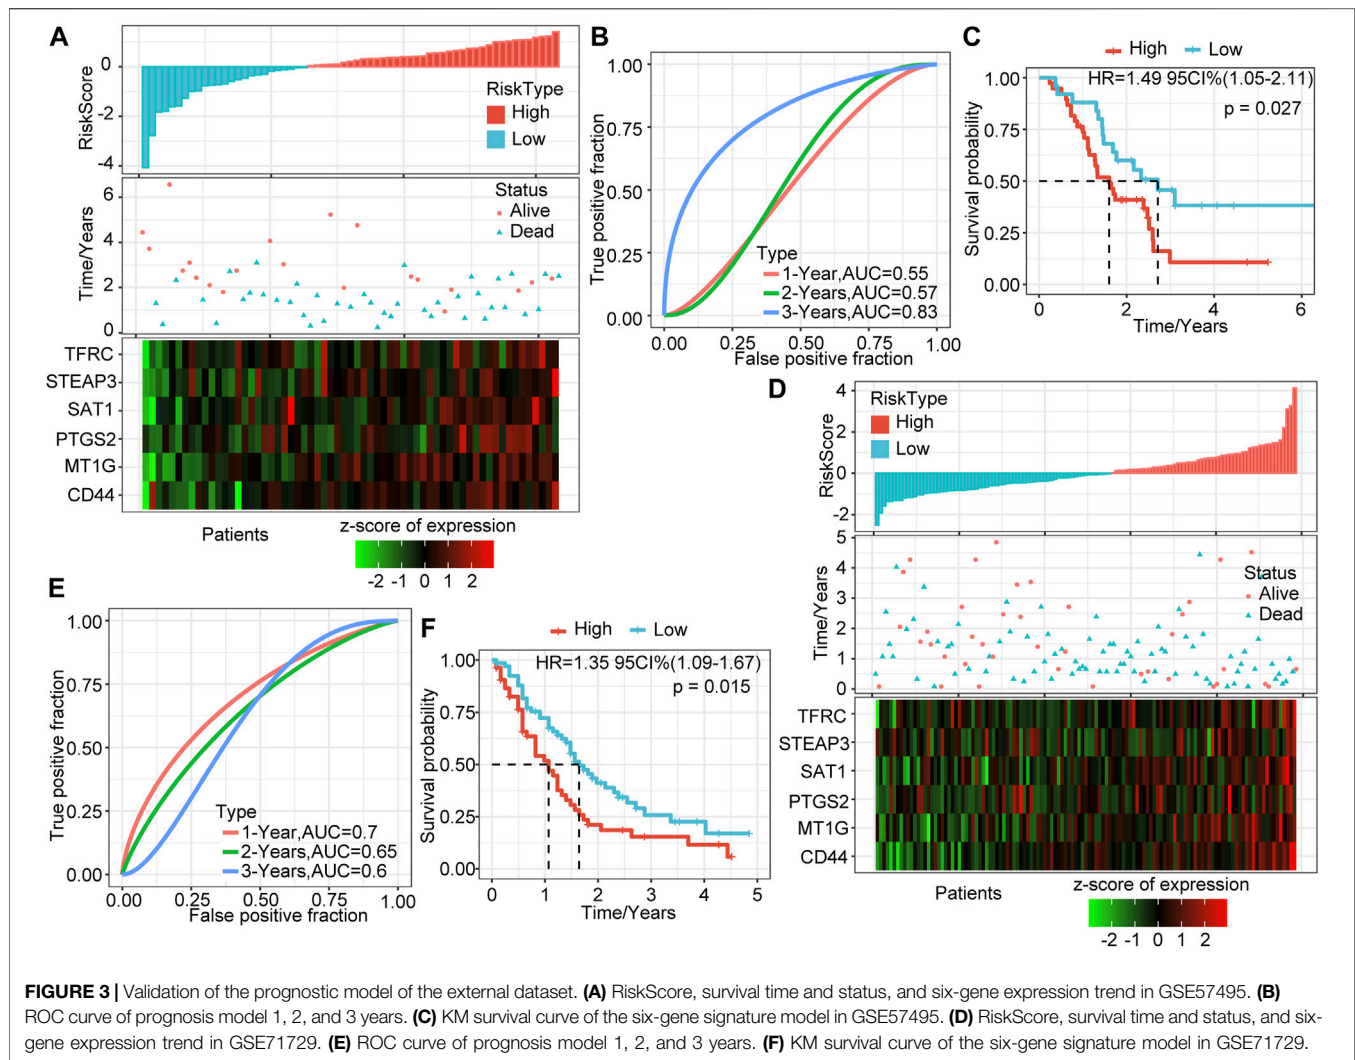 A
0
-2
-4
RiskScore
RiskType
High
Low
6
4
2
0
Time/Years
Status
Alive
Dead
TFRC
STEAP3
SAT1
PTGS2
MT1G
CD44
Patients
z-score of expression
-2 -1 0 1 2
B
1.00
0.75
0.50
0.25
0.00
True positive fraction
Type
1-Year,AUC=0.55
2-Years,AUC=0.57
3-Years,AUC=0.83
0.00 0.25 0.50 0.75 1.00
False positive fraction
C
High Low
HR=1.49 95CI%(1.05-2.11)
p = 0.027
1.00
0.75
0.50
0.25
0.00
Survival probability
0 2 4 6
Time/Years
D
4
2
0
-2
RiskScore
RiskType
High
Low
5
4
3
2
1
0
Time/Years
Status
Alive
Dead
TFRC
STEAP3
SAT1
PTGS2
MT1G
CD44
Patients
z-score of expression
-2 -1 0 1 2
E
1.00
0.75
0.50
0.25
0.00
True positive fraction
Type
1-Year,AUC=0.7
2-Years,AUC=0.65
3-Years,AUC=0.6
0.00 0.25 0.50 0.75 1.00
False positive fraction
F
High Low
HR=1.35 95CI%(1.09-1.67)
p = 0.015
1.00
0.75
0.50
0.25
0.00
Survival probability
0 1 2 3 4 5
Time/Years
FIGURE 3 | Validation of the prognostic model of the external dataset. (A) RiskScore, survival time and status, and six-gene expression trend in GSE57495. (B)
ROC curve of prognosis model 1, 2, and 3 years. (C) KM survival curve of the six-gene signature model in GSE57495. (D) RiskScore, survival time and status, and six-
gene expression trend in GSE71729. (E) ROC curve of prognosis model 1, 2, and 3 years. (F) KM survival curve of the six-gene signature model in GSE71729.